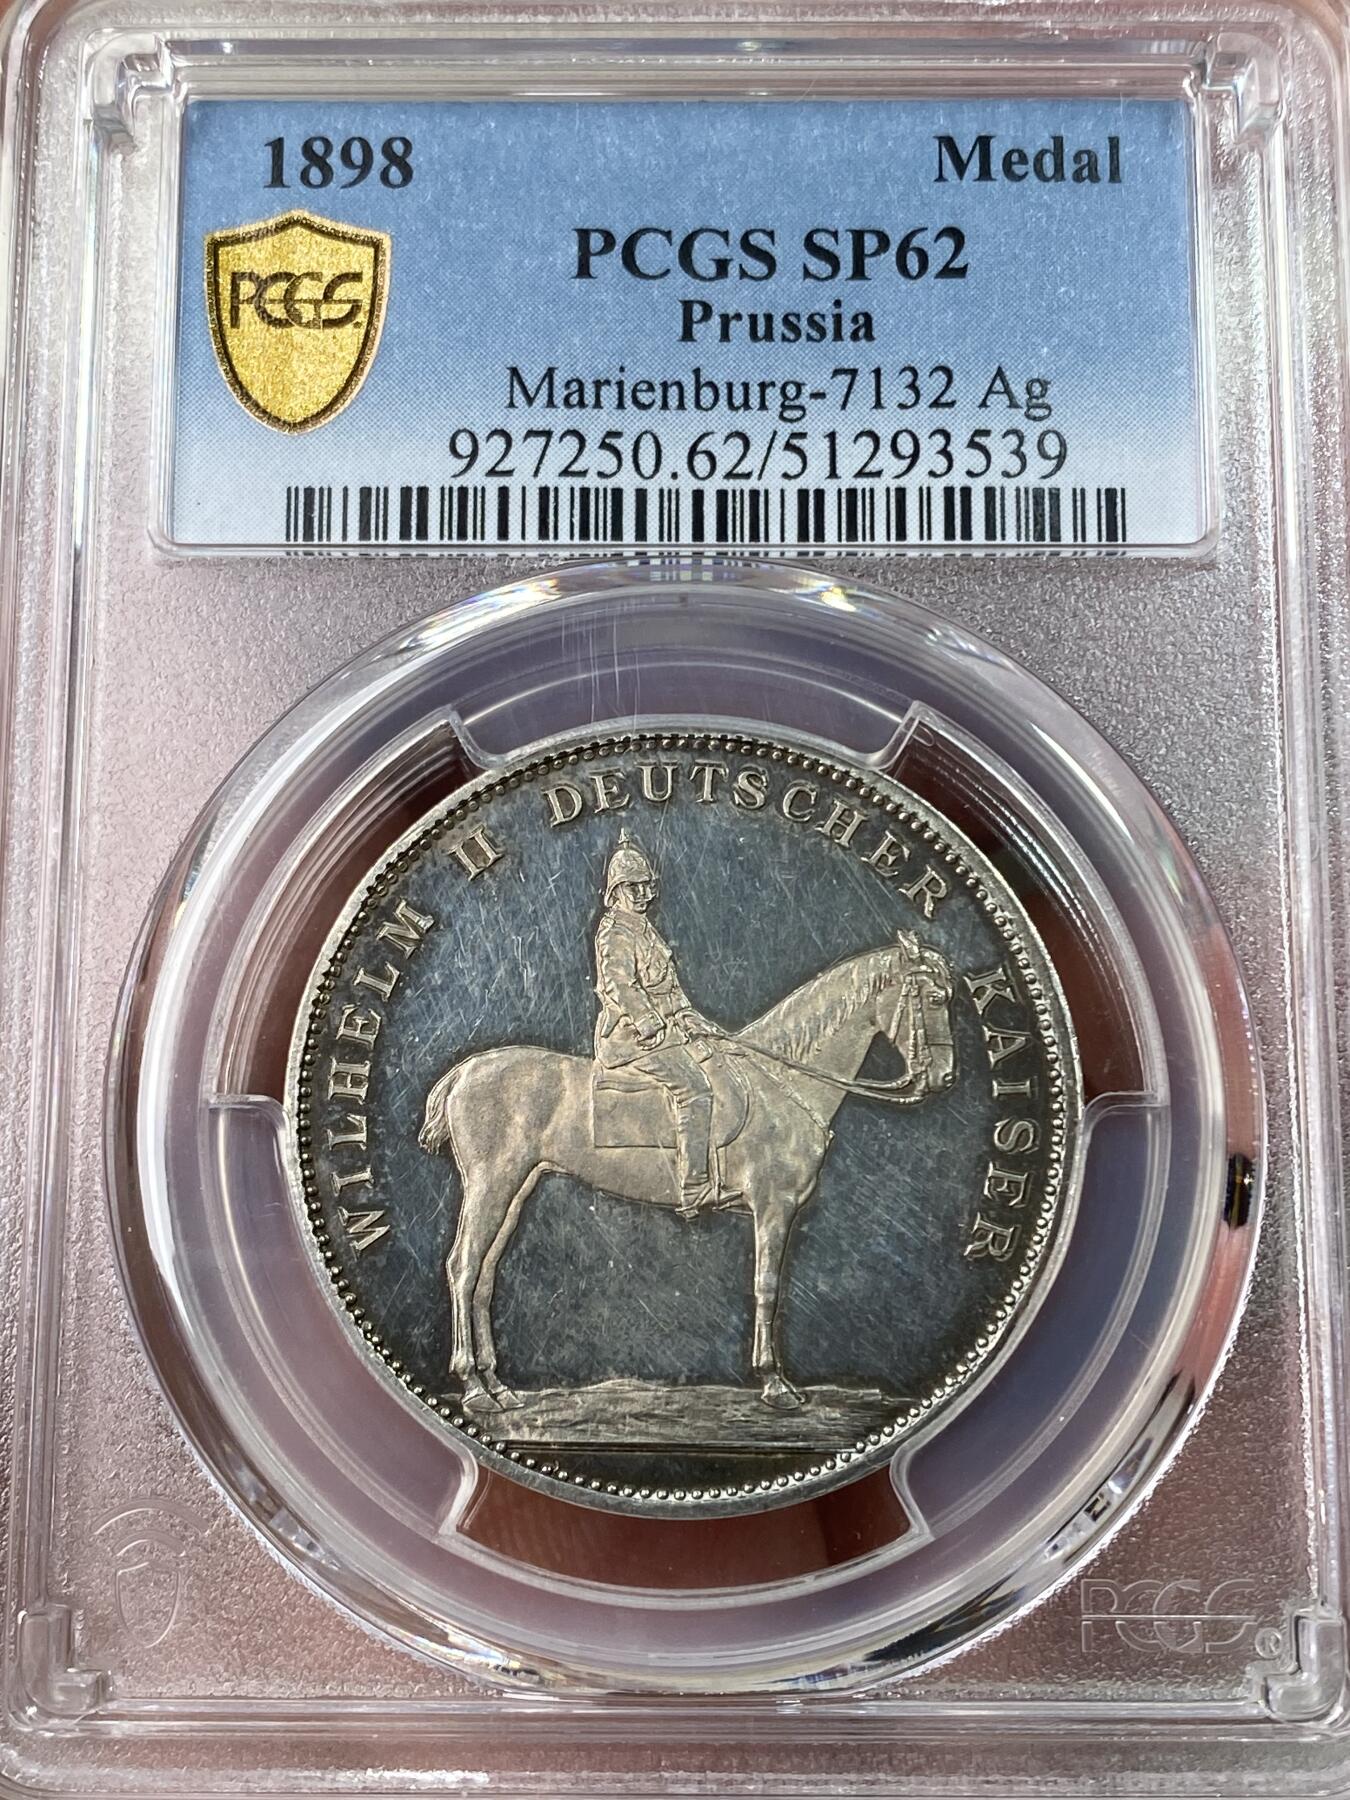 1898 Medal
PCGS SP62
PCGS
Prussia
Marienburg-7132 Ag
927250.62/51293539
WILHELM II DEUTSCHER KAISER
PCGS